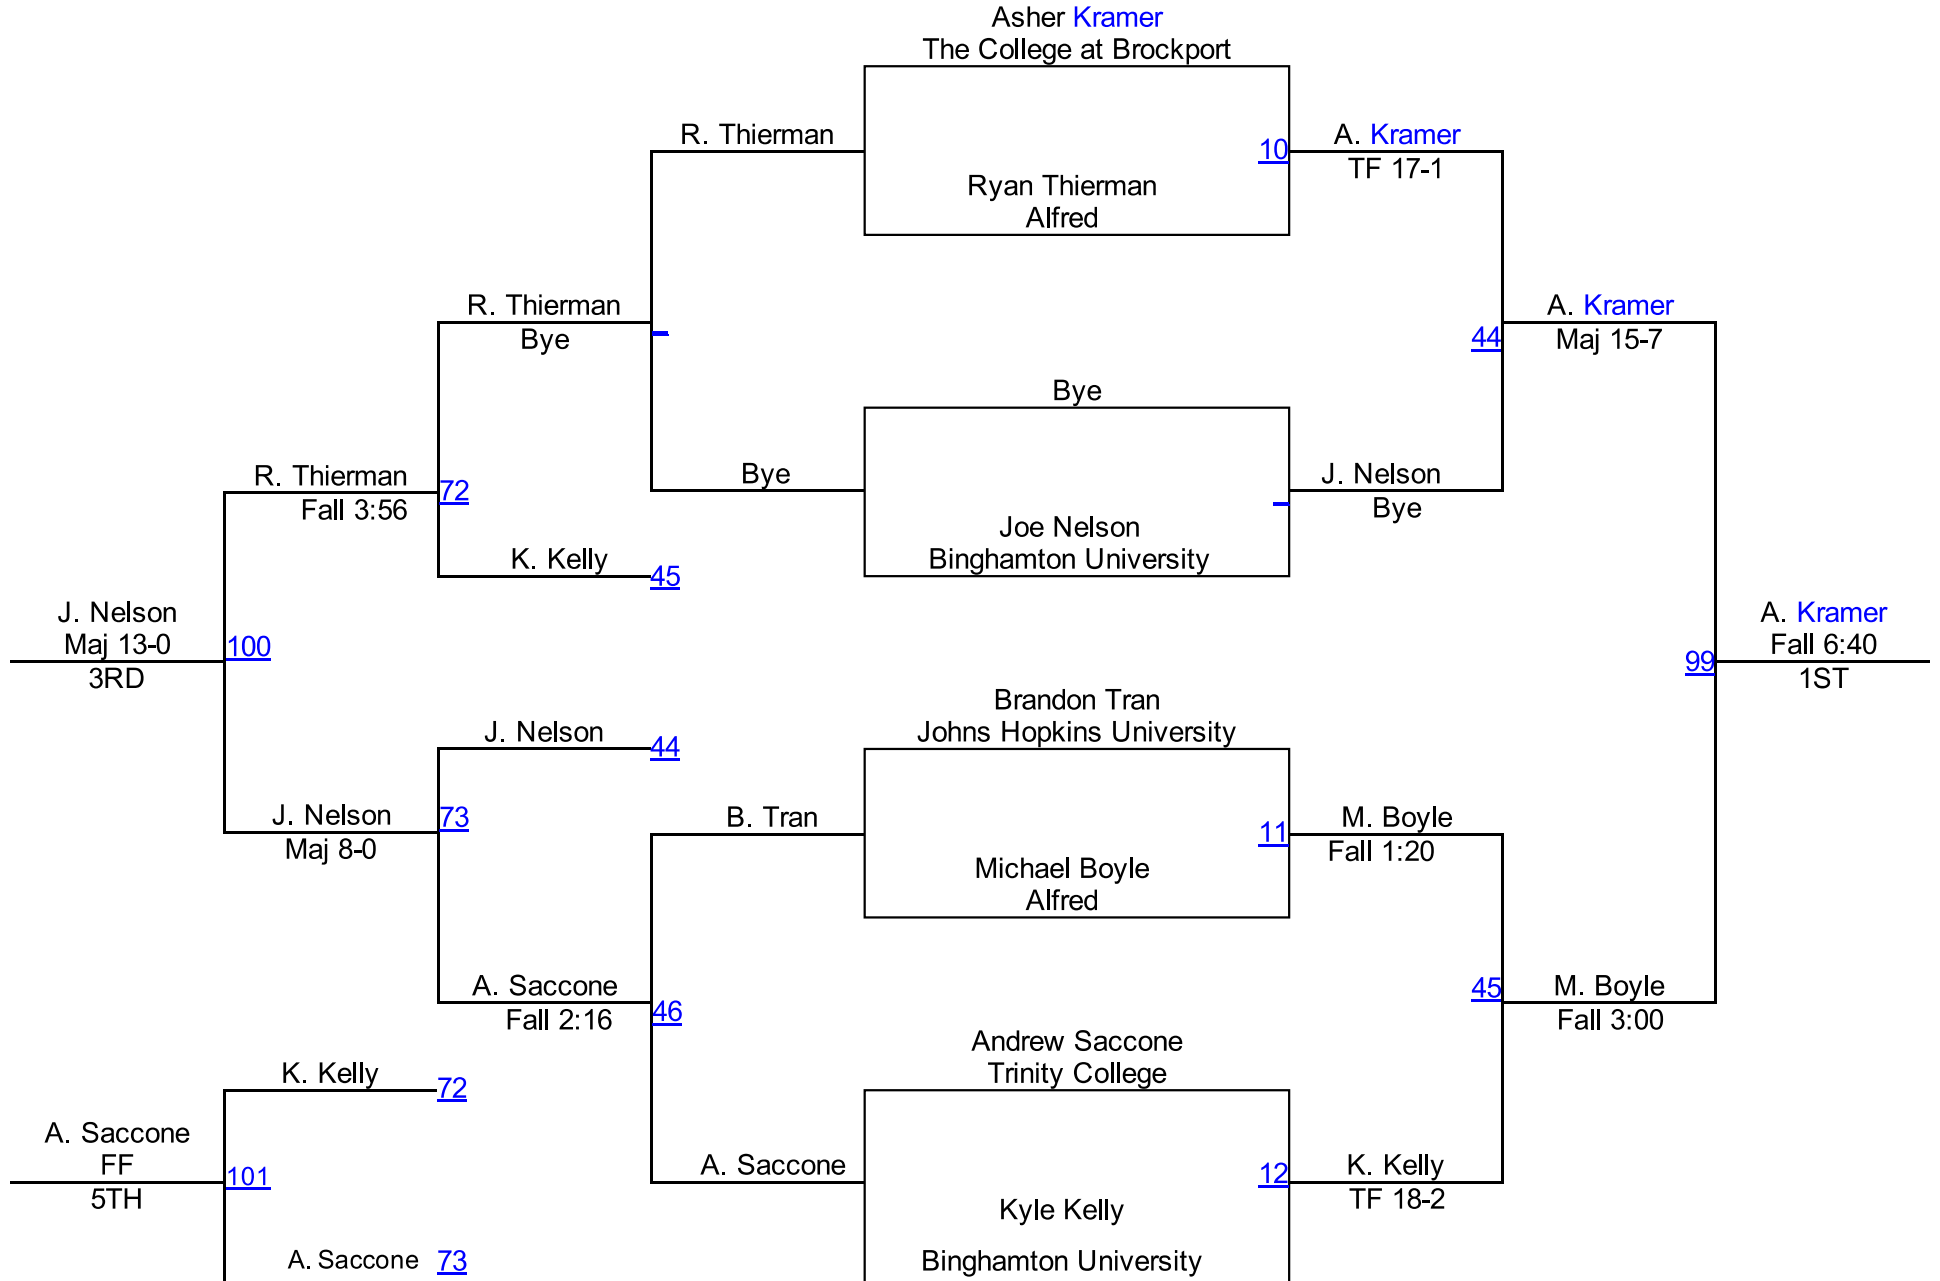 Asher Kramer
The College at Brockport
R. Thierman
10
A. Kramer
TF 17-1
Ryan Thierman
Alfred
R. Thierman
Bye
A. Kramer
Maj 15-7
44
Bye
R. Thierman
Fall 3:56
72
Bye
J. Nelson
Bye
Joe Nelson
Binghamton University
K. Kelly
45
J. Nelson
Maj 13-0
3RD
100
A. Kramer
Fall 6:40
1ST
99
Brandon Tran
Johns Hopkins University
J. Nelson
44
J. Nelson
Maj 8-0
73
B. Tran
11
M. Boyle
Fall 1:20
Michael Boyle
Alfred
A. Saccone
Fall 2:16
46
45
M. Boyle
Fall 3:00
Andrew Saccone
Trinity College
K. Kelly
72
A. Saccone
FF
5TH
101
A. Saccone
12
K. Kelly
TF 18-2
Kyle Kelly
Binghamton University
A. Saccone
73